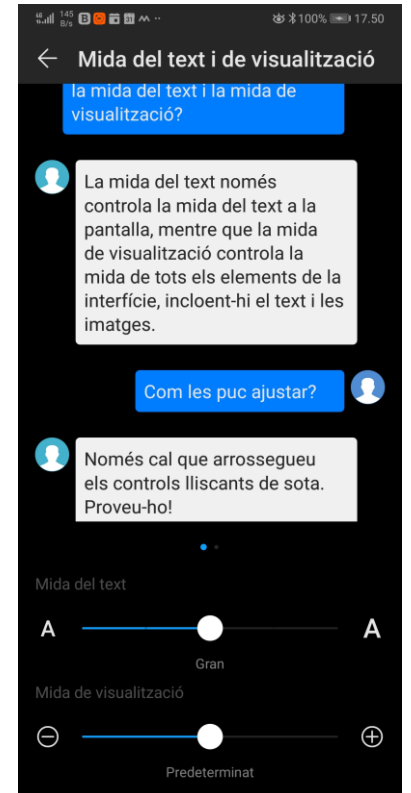 145
B/s
100%
17.50
Mida del text i de visualització
la mida del text i la mida de
visualització?
La mida del text només
controla la mida del text a la
pantalla, mentre que la mida
de visualització controla la
mida de tots els elements de la
interfície, incloent-hi el text i les
imatges.
Com les puc ajustar?
Només cal que arrossegueu
els controls lliscants de sota.
Proveu-ho!
Mida del text
A
A
Gran
Mida de visualització
Predeterminat